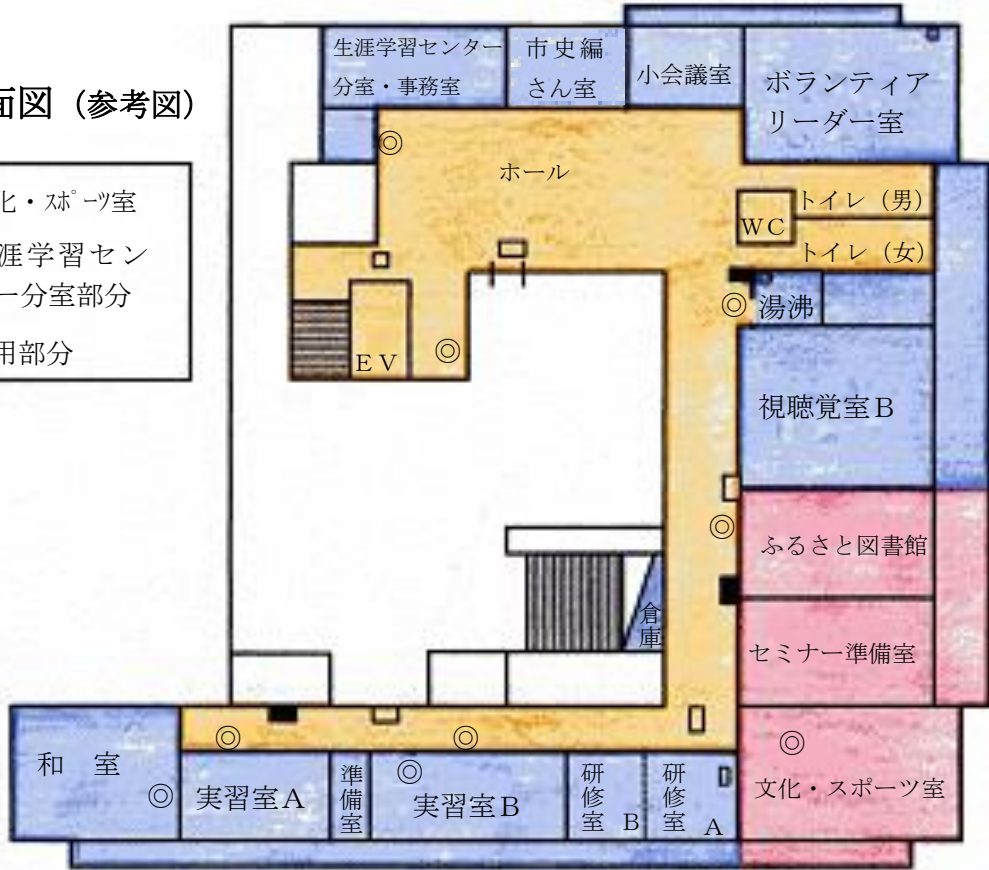 面図（参考図）
化・スポーツ室
涯学習セン
ー分室部分
用部分
生涯学習センター
分室・事務室
市史編
さん室
小会議室
ボランティア
リーダー室
ホール
トイレ（男）
WC
トイレ（女）
湯沸
EV
視聴覚室B
ふるさと図書館
倉庫
セミナー準備室
和室
実習室A
準備室
実習室B
研修室B
研修室A
文化・スポーツ室